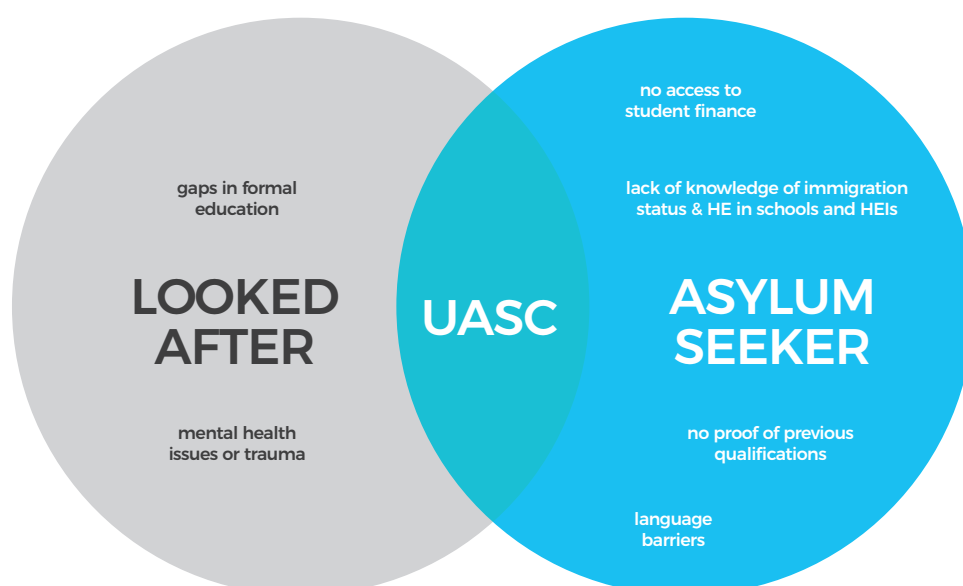 gaps in formal
education
LOOKED
AFTER
mental health
issues or trauma
UASC
no access to
student finance
lack of knowledge of immigration
status & HE in schools and HEIs
ASYLUM
SEEKER
no proof of previous
qualifications
language
barriers